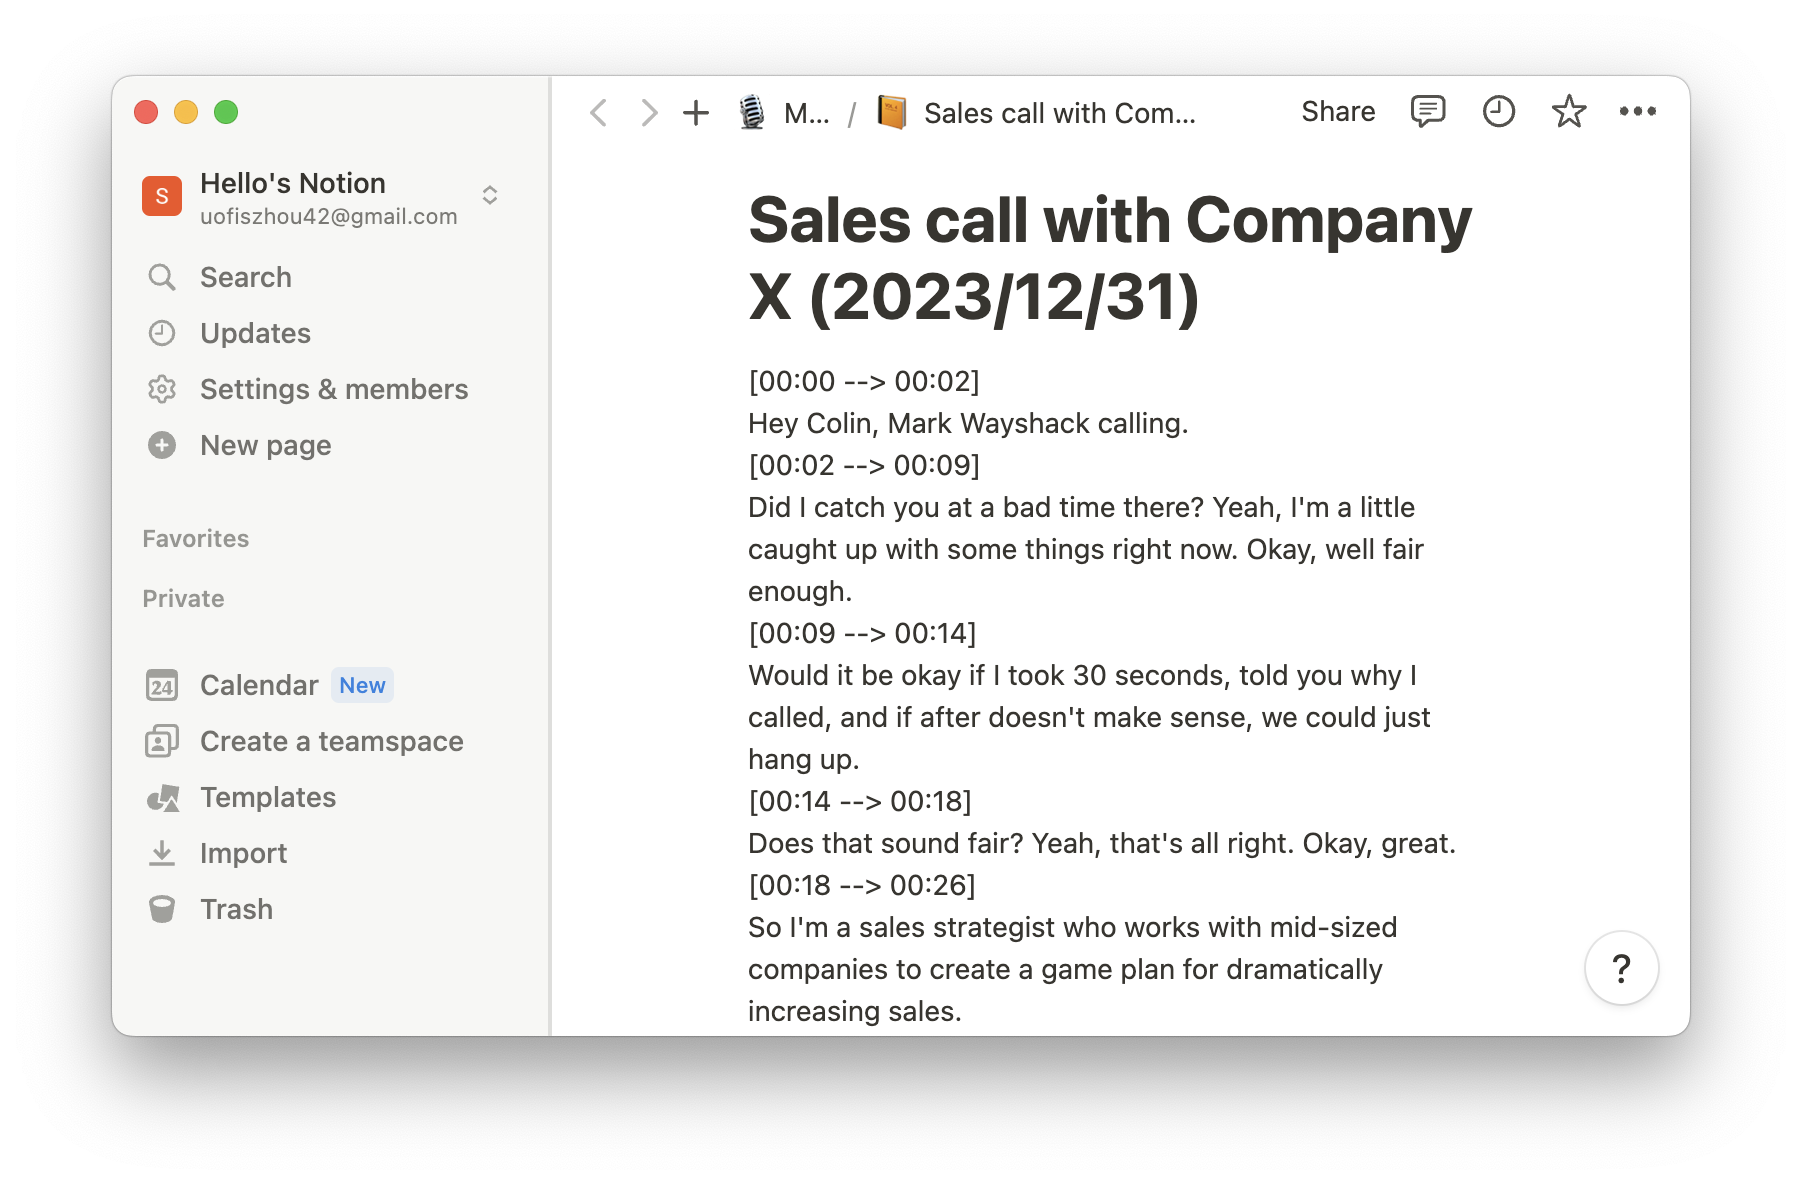 S
Hello's Notion
uofiszhou42@gmail.com
Search
Updates
Settings & members
New page
Favorites
Private
24
Calendar New
Create a teamspace
Templates
Import
Trash
M... / Sales call with Com...
Share
Sales call with Company
X (2023/12/31)
[00:00 --> 00:02]
Hey Colin, Mark Wayshack calling.
[00:02 --> 00:09]
Did I catch you at a bad time there? Yeah, I'm a little
caught up with some things right now. Okay, well fair
enough.
[00:09 --> 00:14]
Would it be okay if I took 30 seconds, told you why I
called, and if after doesn't make sense, we could just
hang up.
[00:14 --> 00:18]
Does that sound fair? Yeah, that's all right. Okay, great.
[00:18 --> 00:26]
So I'm a sales strategist who works with mid-sized
companies to create a game plan for dramatically
increasing sales.
?